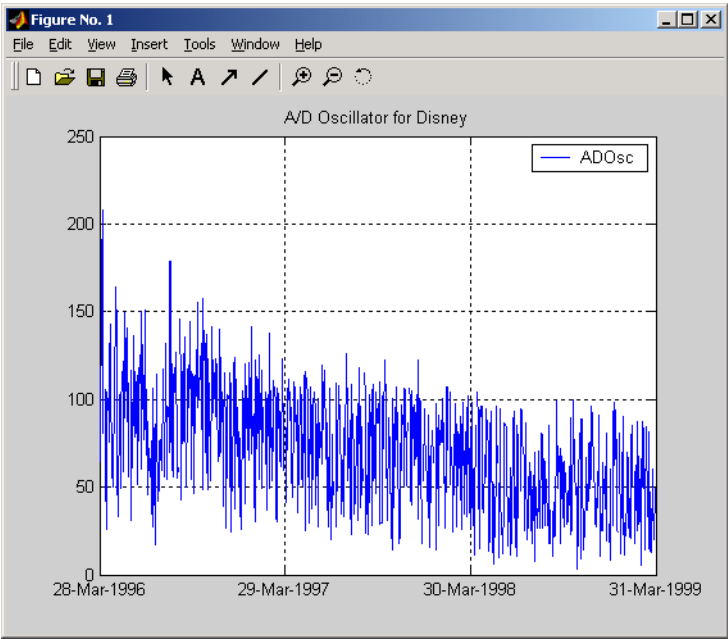 Figure No. 1
File Edit View Insert Tools Window Help
A
A/D Oscillator for Disney
ADOsc
250
200
150
100
50
0
28-Mar-1996 29-Mar-1997 30-Mar-1998 31-Mar-1999